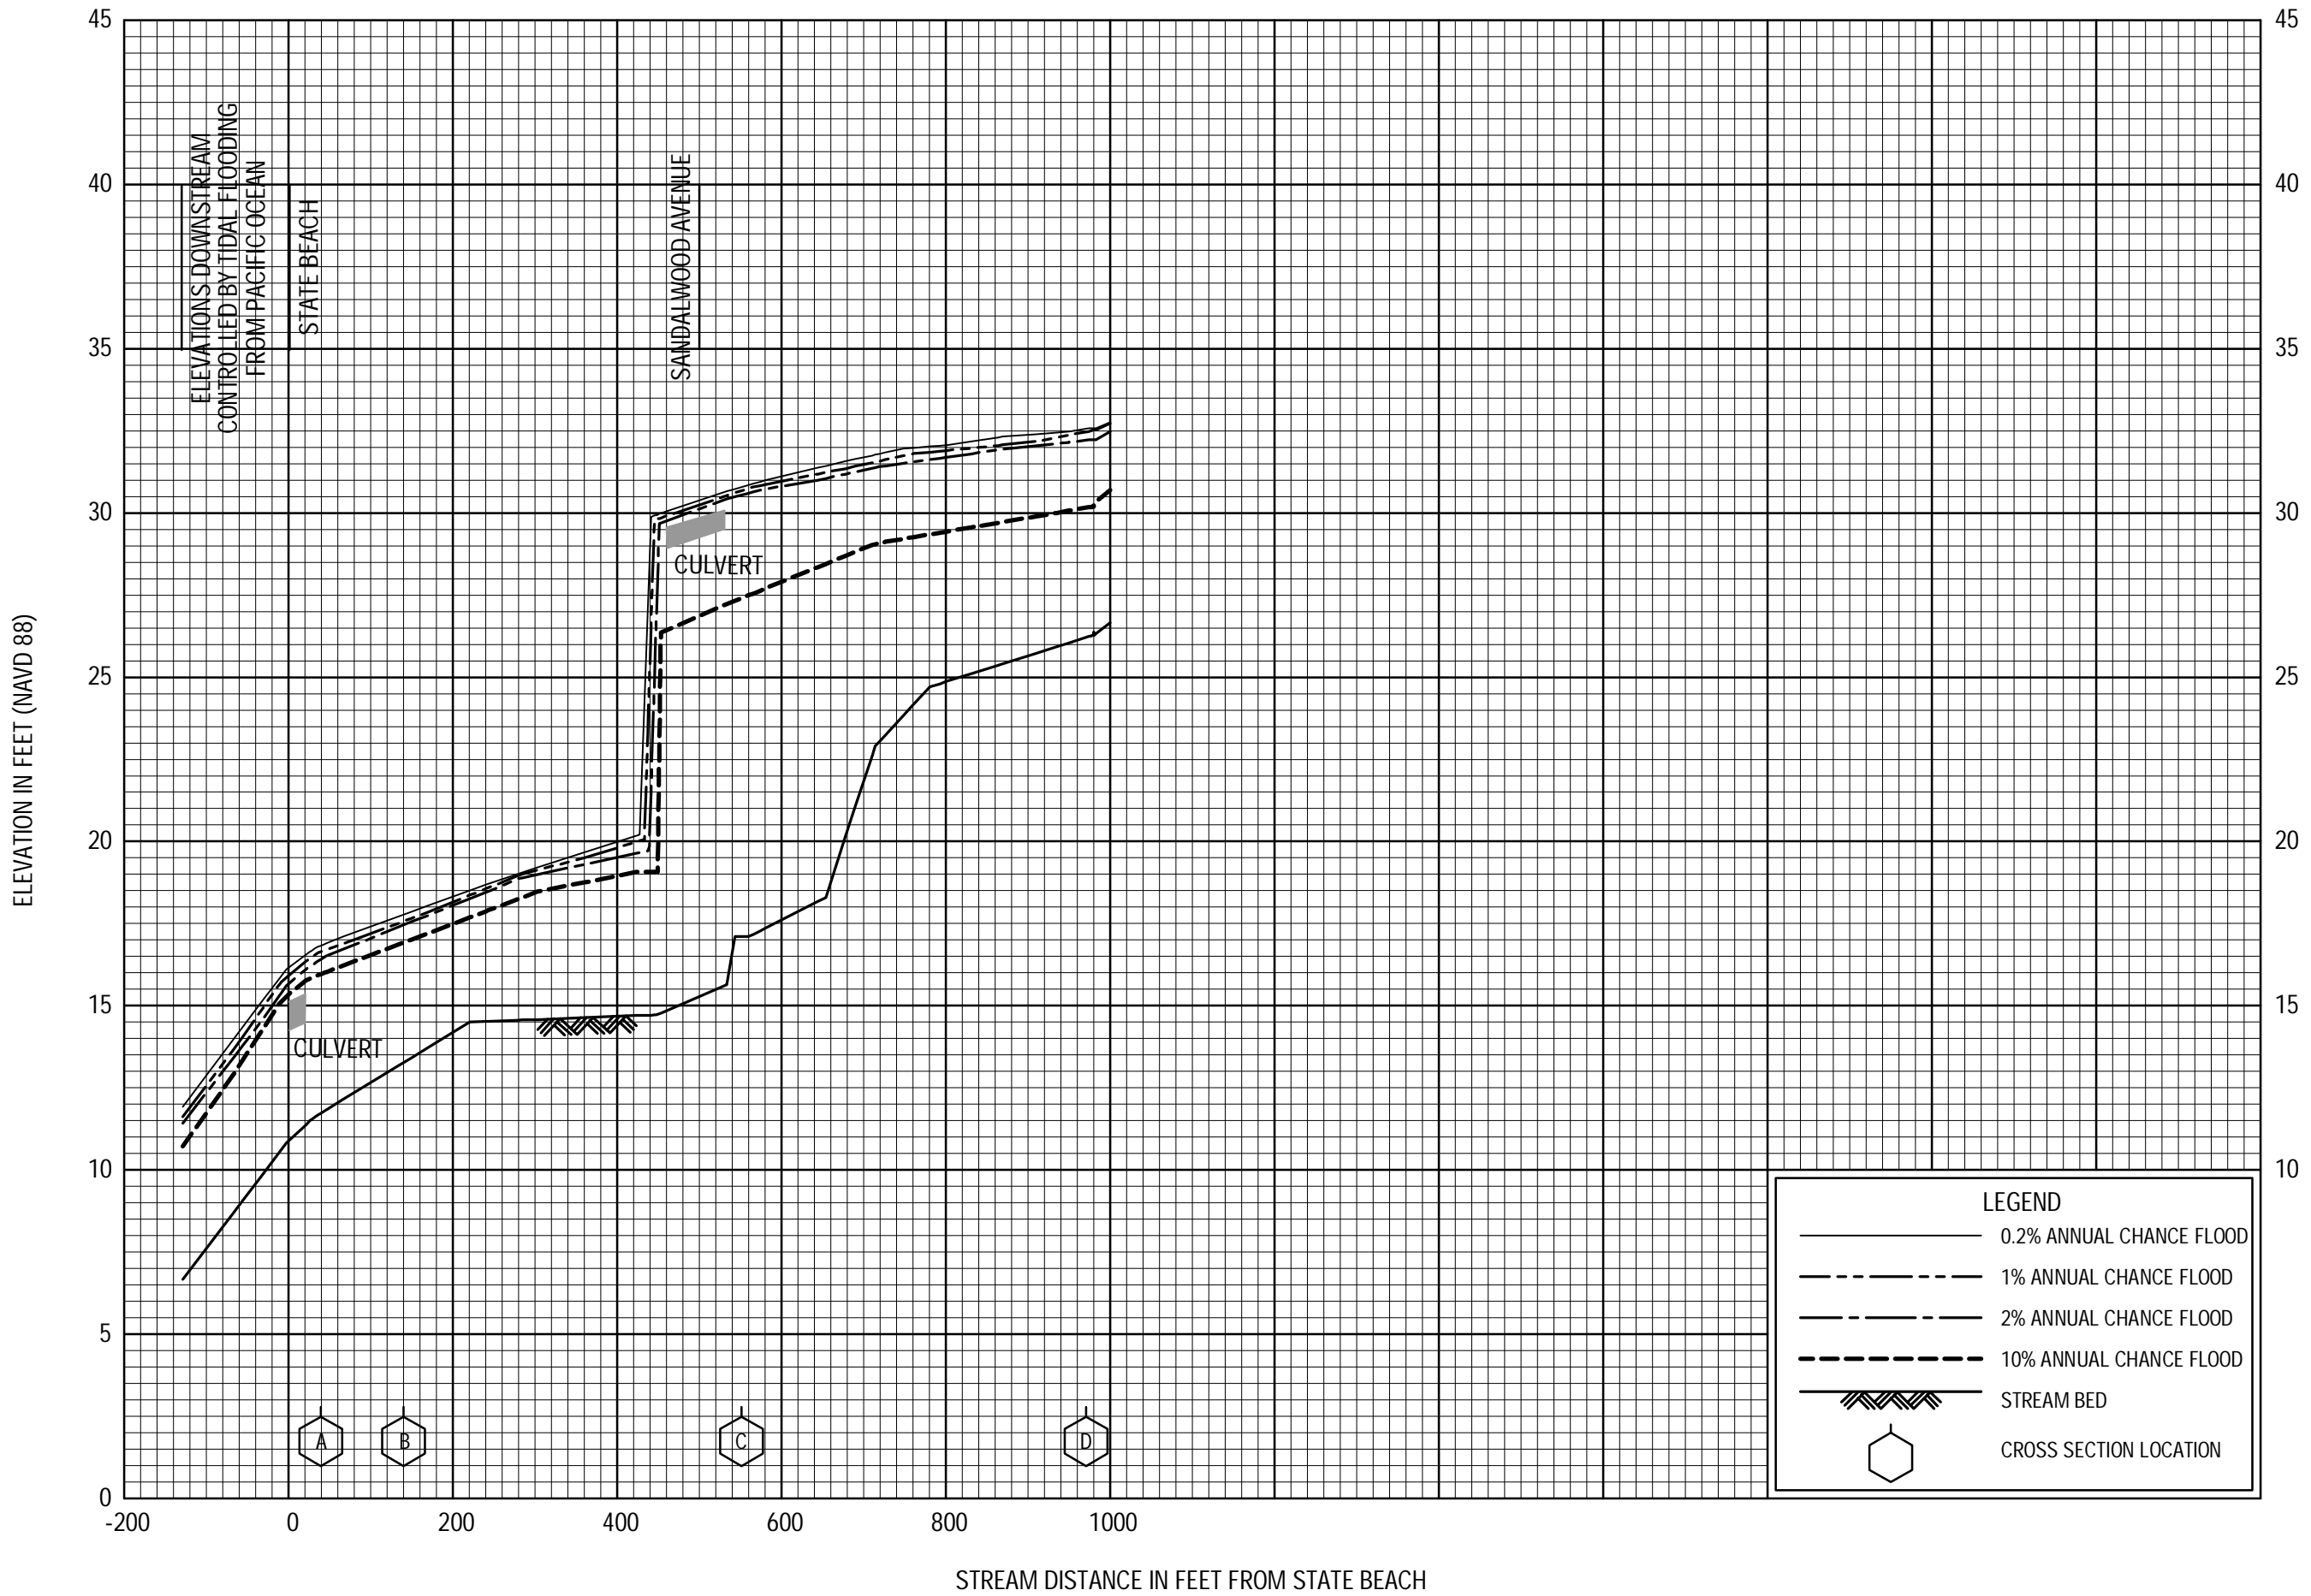 45
40
35
30
25
20
15
10
5
0
ELEVATION IN FEET (NAVD 88)
ELEVATIONS DOWNSTREAM
CONTROLLED BY TIDAL FLOODING
FROM PACIFIC OCEAN
STATE BEACH
SANDALWOOD AVENUE
CULVERT
CULVERT
A
B
C
D
45
40
35
30
25
20
15
10
LEGEND
0.2% ANNUAL CHANCE FLOOD
1% ANNUAL CHANCE FLOOD
2% ANNUAL CHANCE FLOOD
10% ANNUAL CHANCE FLOOD
STREAM BED
CROSS SECTION LOCATION
-200 0 200 400 600 800 1000
STREAM DISTANCE IN FEET FROM STATE BEACH